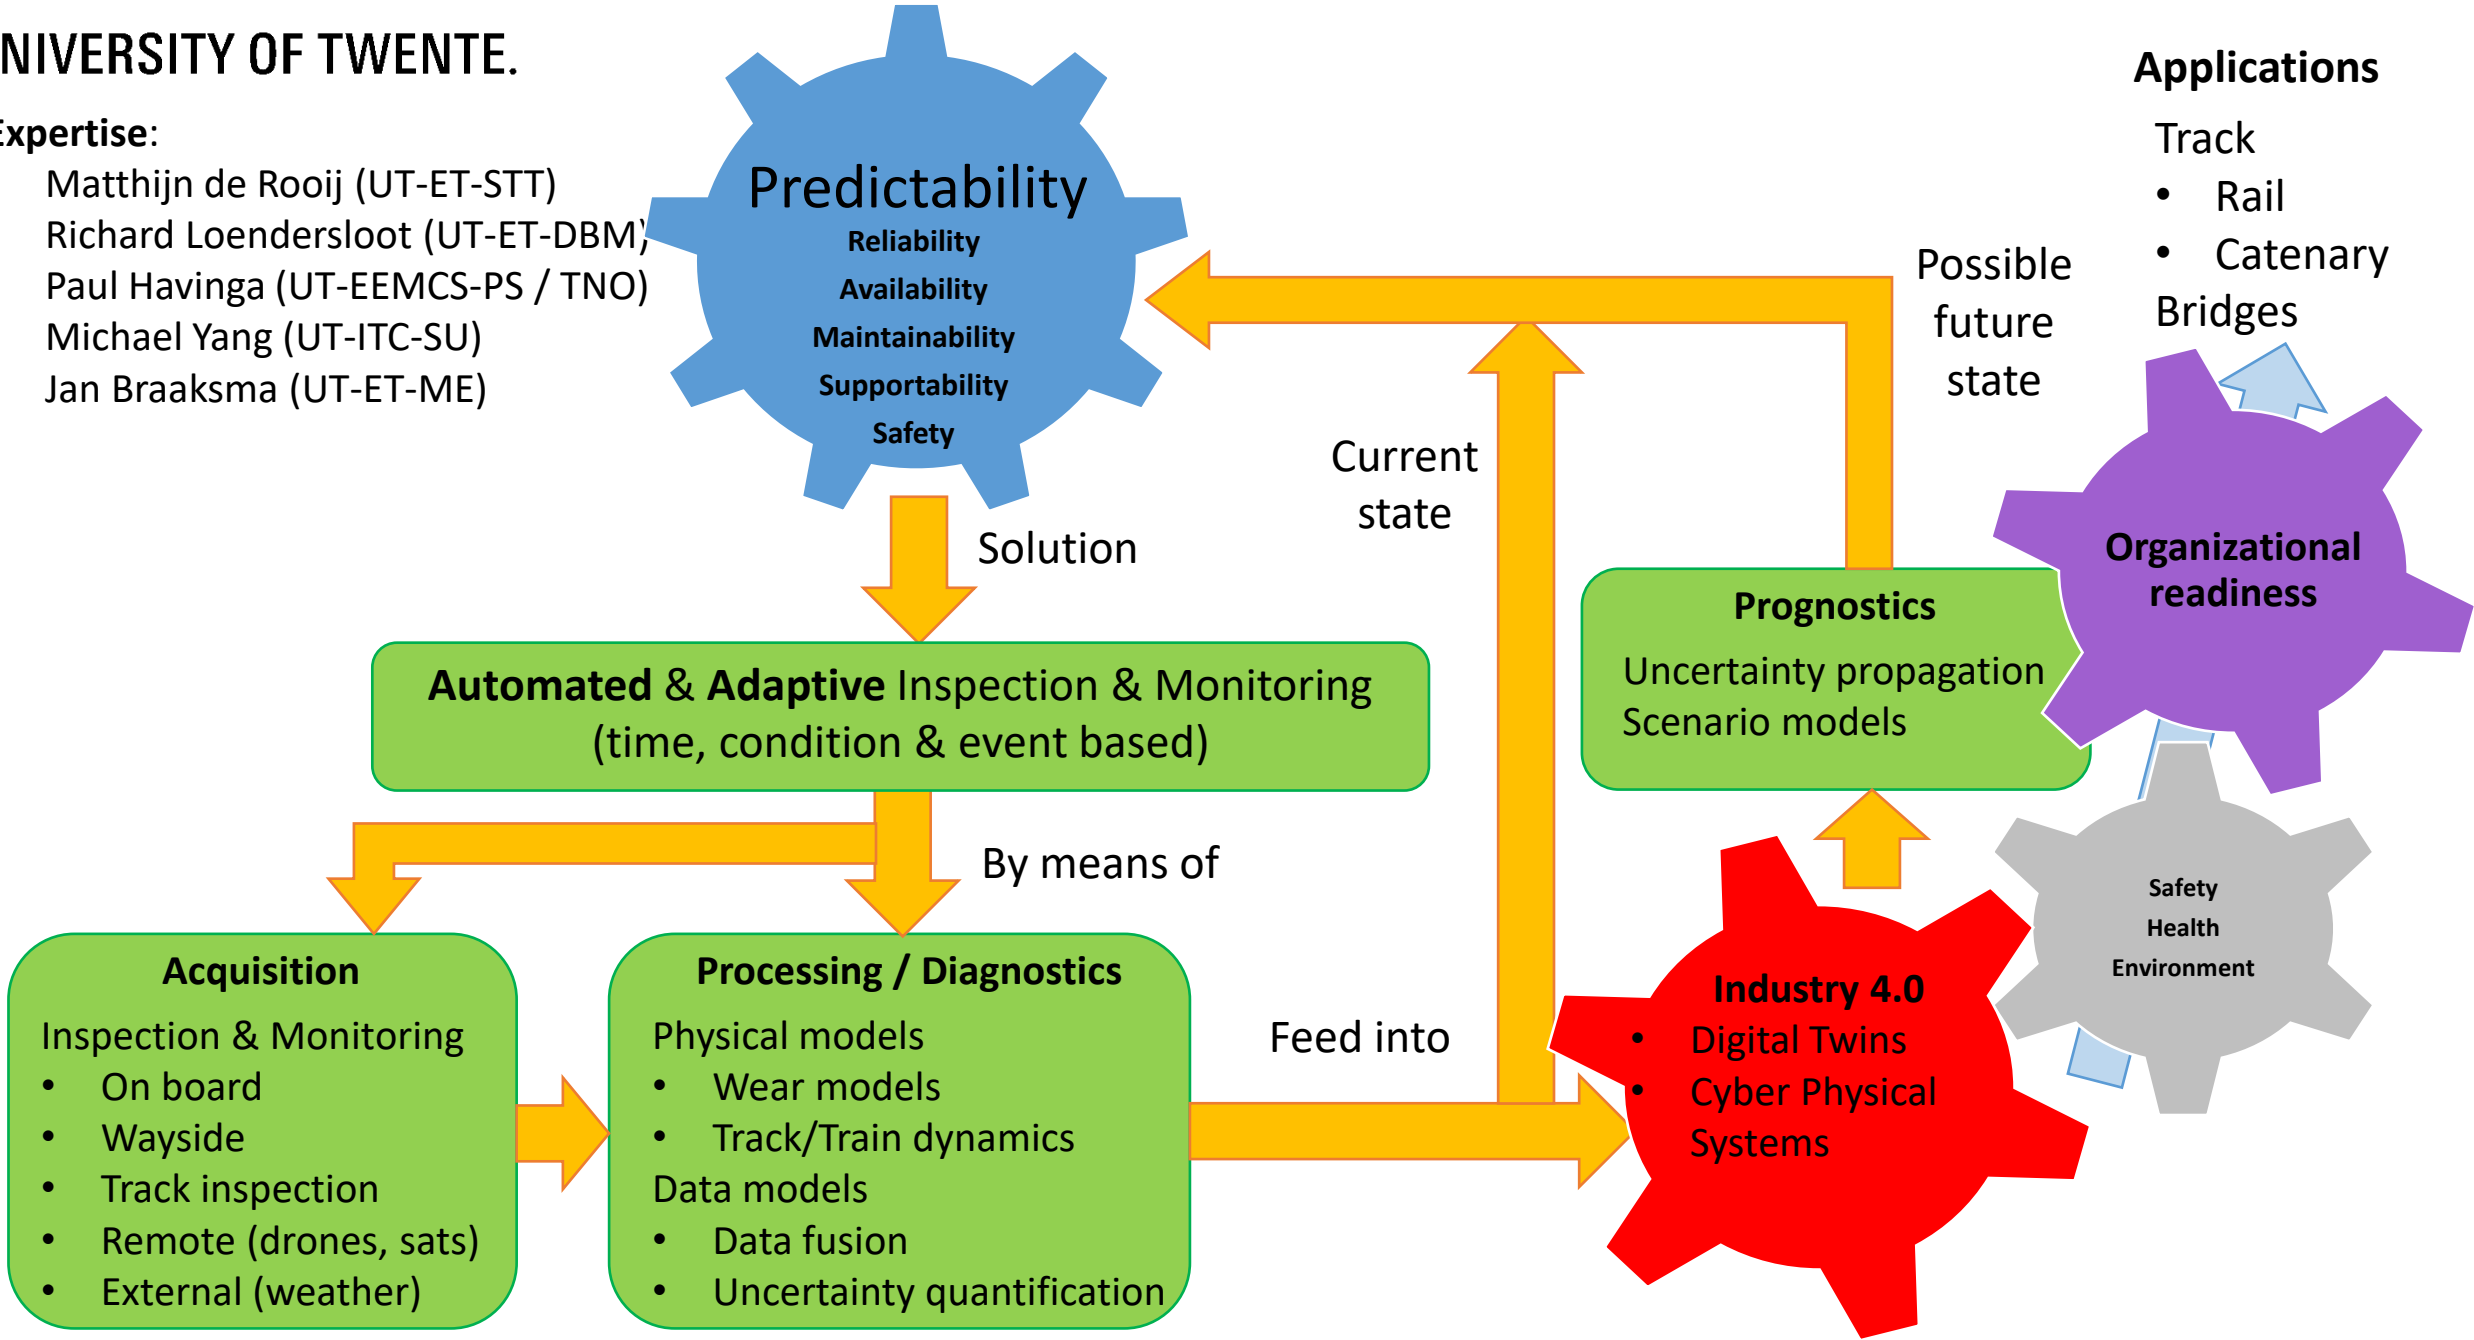 NIVERSITY OF TWENTE.
Expertise:
Matthijn de Rooij (UT-ET-STT)
Richard Loendersloot (UT-ET-DBM)
Paul Havinga (UT-EEMCS-PS / TNO)
Michael Yang (UT-ITC-SU)
Jan Braaksma (UT-ET-ME)
Predictability
Reliability
Availability
Maintainability
Supportability
Safety
Applications
Track
• Rail
• Catenary
Bridges
Possible
future
state
Current
state
Solution
Organizational
readiness
Automated & Adaptive Inspection & Monitoring
(time, condition & event based)
Prognostics
Uncertainty propagation
Scenario models
By means of
Safety
Health
Environment
Acquisition
Inspection & Monitoring
• On board
• Wayside
• Track inspection
• Remote (drones, sats)
• External (weather)
Processing / Diagnostics
Physical models
• Wear models
• Track/Train dynamics
Data models
• Data fusion
• Uncertainty quantification
Feed into
Industry 4.0
• Digital Twins
• Cyber Physical
Systems